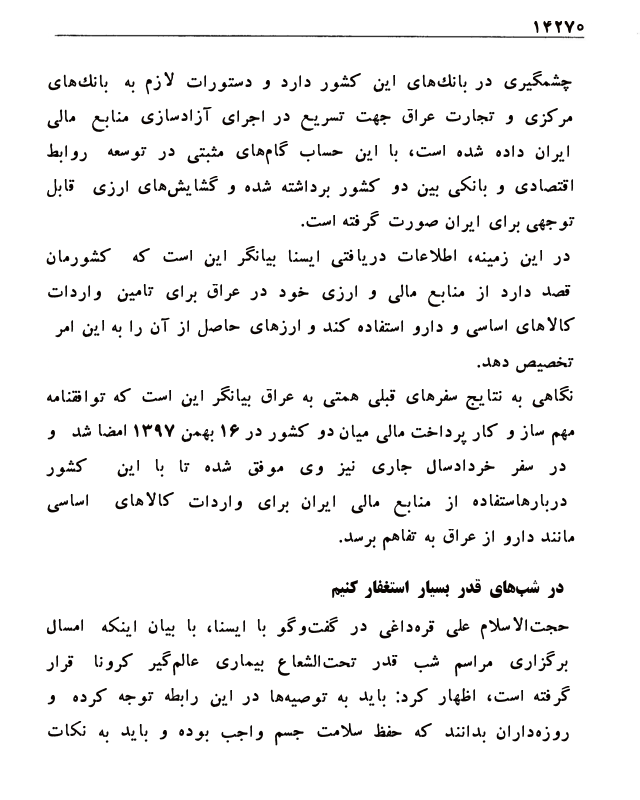 ۱۴۲۷۰
چشمگیری در بانك‌های این کشور دارد و دستورات لازم به بانك‌های
مرکزی و تجارت عراق جهت تسریع در اجرای آزادسازی منابع مالی
ایران داده شده است، با این حساب گام‌های مثبتی در توسعه روابط
اقتصادی و بانکی بین دو کشور برداشته شده و گشایش‌های ارزی قابل
توجهی برای ایران صورت گرفته است.
در این زمینه، اطلاعات دریافتی ایسنا بیانگر این است که کشورمان
قصد دارد از منابع مالی و ارزی خود در عراق برای تامین واردات
کالاهای اساسی و دارو استفاده کند و ارزهای حاصل از آن را به این امر
تخصیص دهد.
نگاهی به نتایج سفرهای قبلی همتی به عراق بیانگر این است که توافقنامه
مهم ساز و کار پرداخت مالی میان دو کشور در ۱۶ بهمن ۱۳۹۷ امضا شد و
در سفر خردادسال جاری نیز وی موفق شده تا با این کشور
دربارهاستفاده از منابع مالی ایران برای واردات کالاهای اساسی
مانند دارو از عراق به تفاهم برسد.
در شب‌های قدر بسیار استغفار کنیم
حجت‌الاسلام علی قره‌داغی در گفت‌وگو با ایسنا، با بیان اینکه امسال
برگزاری مراسم شب قدر تحت‌الشعاع بیماری عالم‌گیر کرونا قرار
گرفته است، اظهار کرد: باید به توصیه‌ها در این رابطه توجه کرده و
روزه‌داران بدانند که حفظ سلامت جسم واجب بوده و باید به نکات